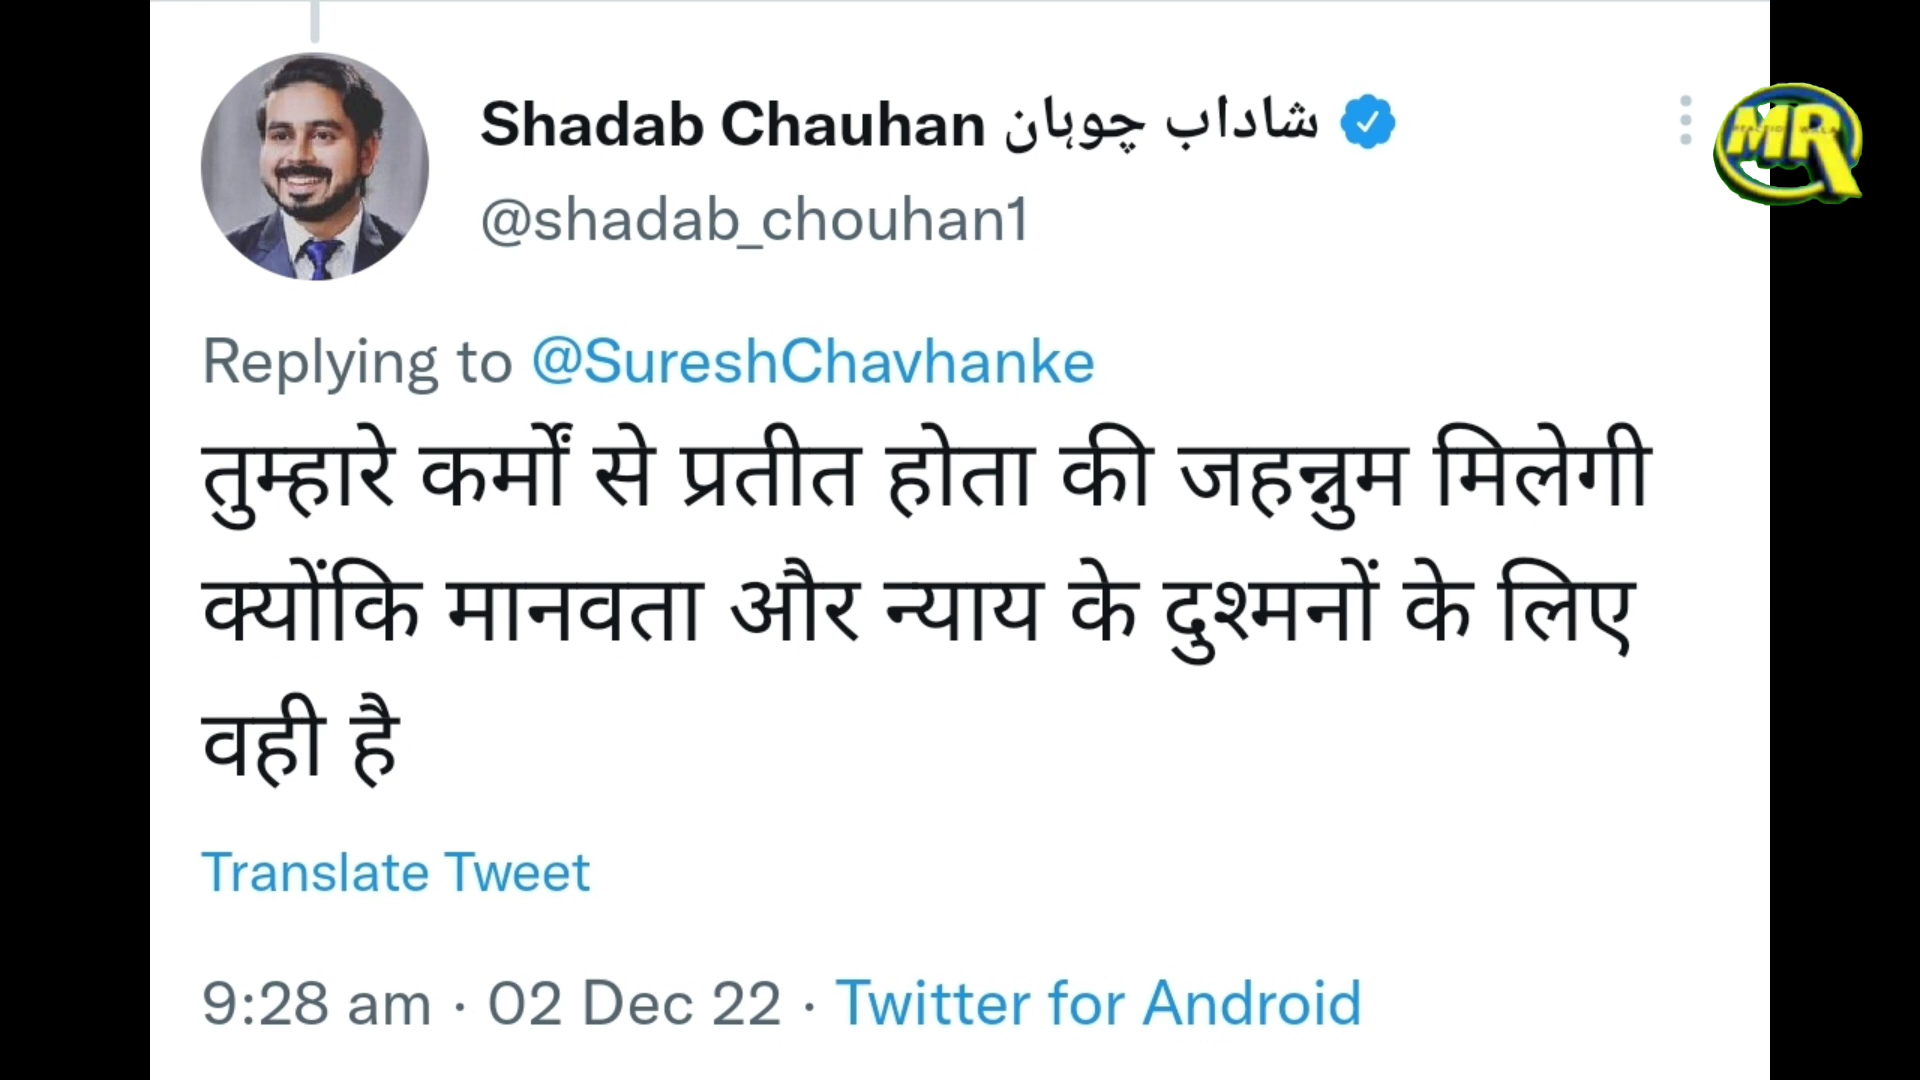 Shadab Chauhan شاداب چوہان
@shadab_chouhan1
MR
Replying to @SureshChavhanke
तुम्हारे कर्मों से प्रतीत होता की जहन्नुम मिलेगी
क्योंकि मानवता और न्याय के दुश्मनों के लिए
वही है
Translate Tweet
9:28 am · 02 Dec 22 · Twitter for Android